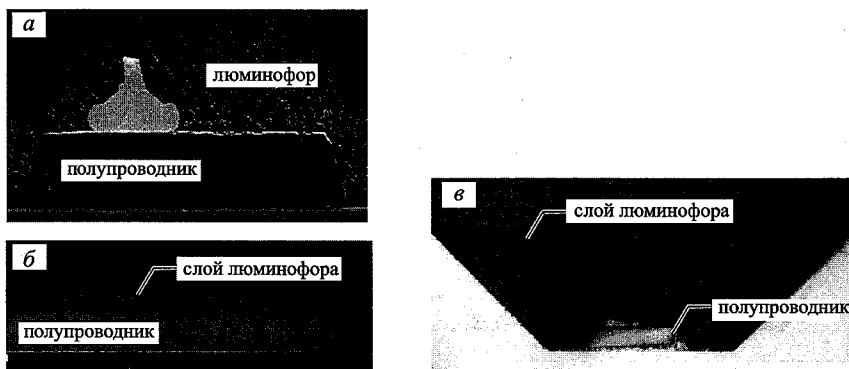 а
люминофор
полупроводник
б
слой люминофора
полупроводник
в
слой люминофора
полупроводник